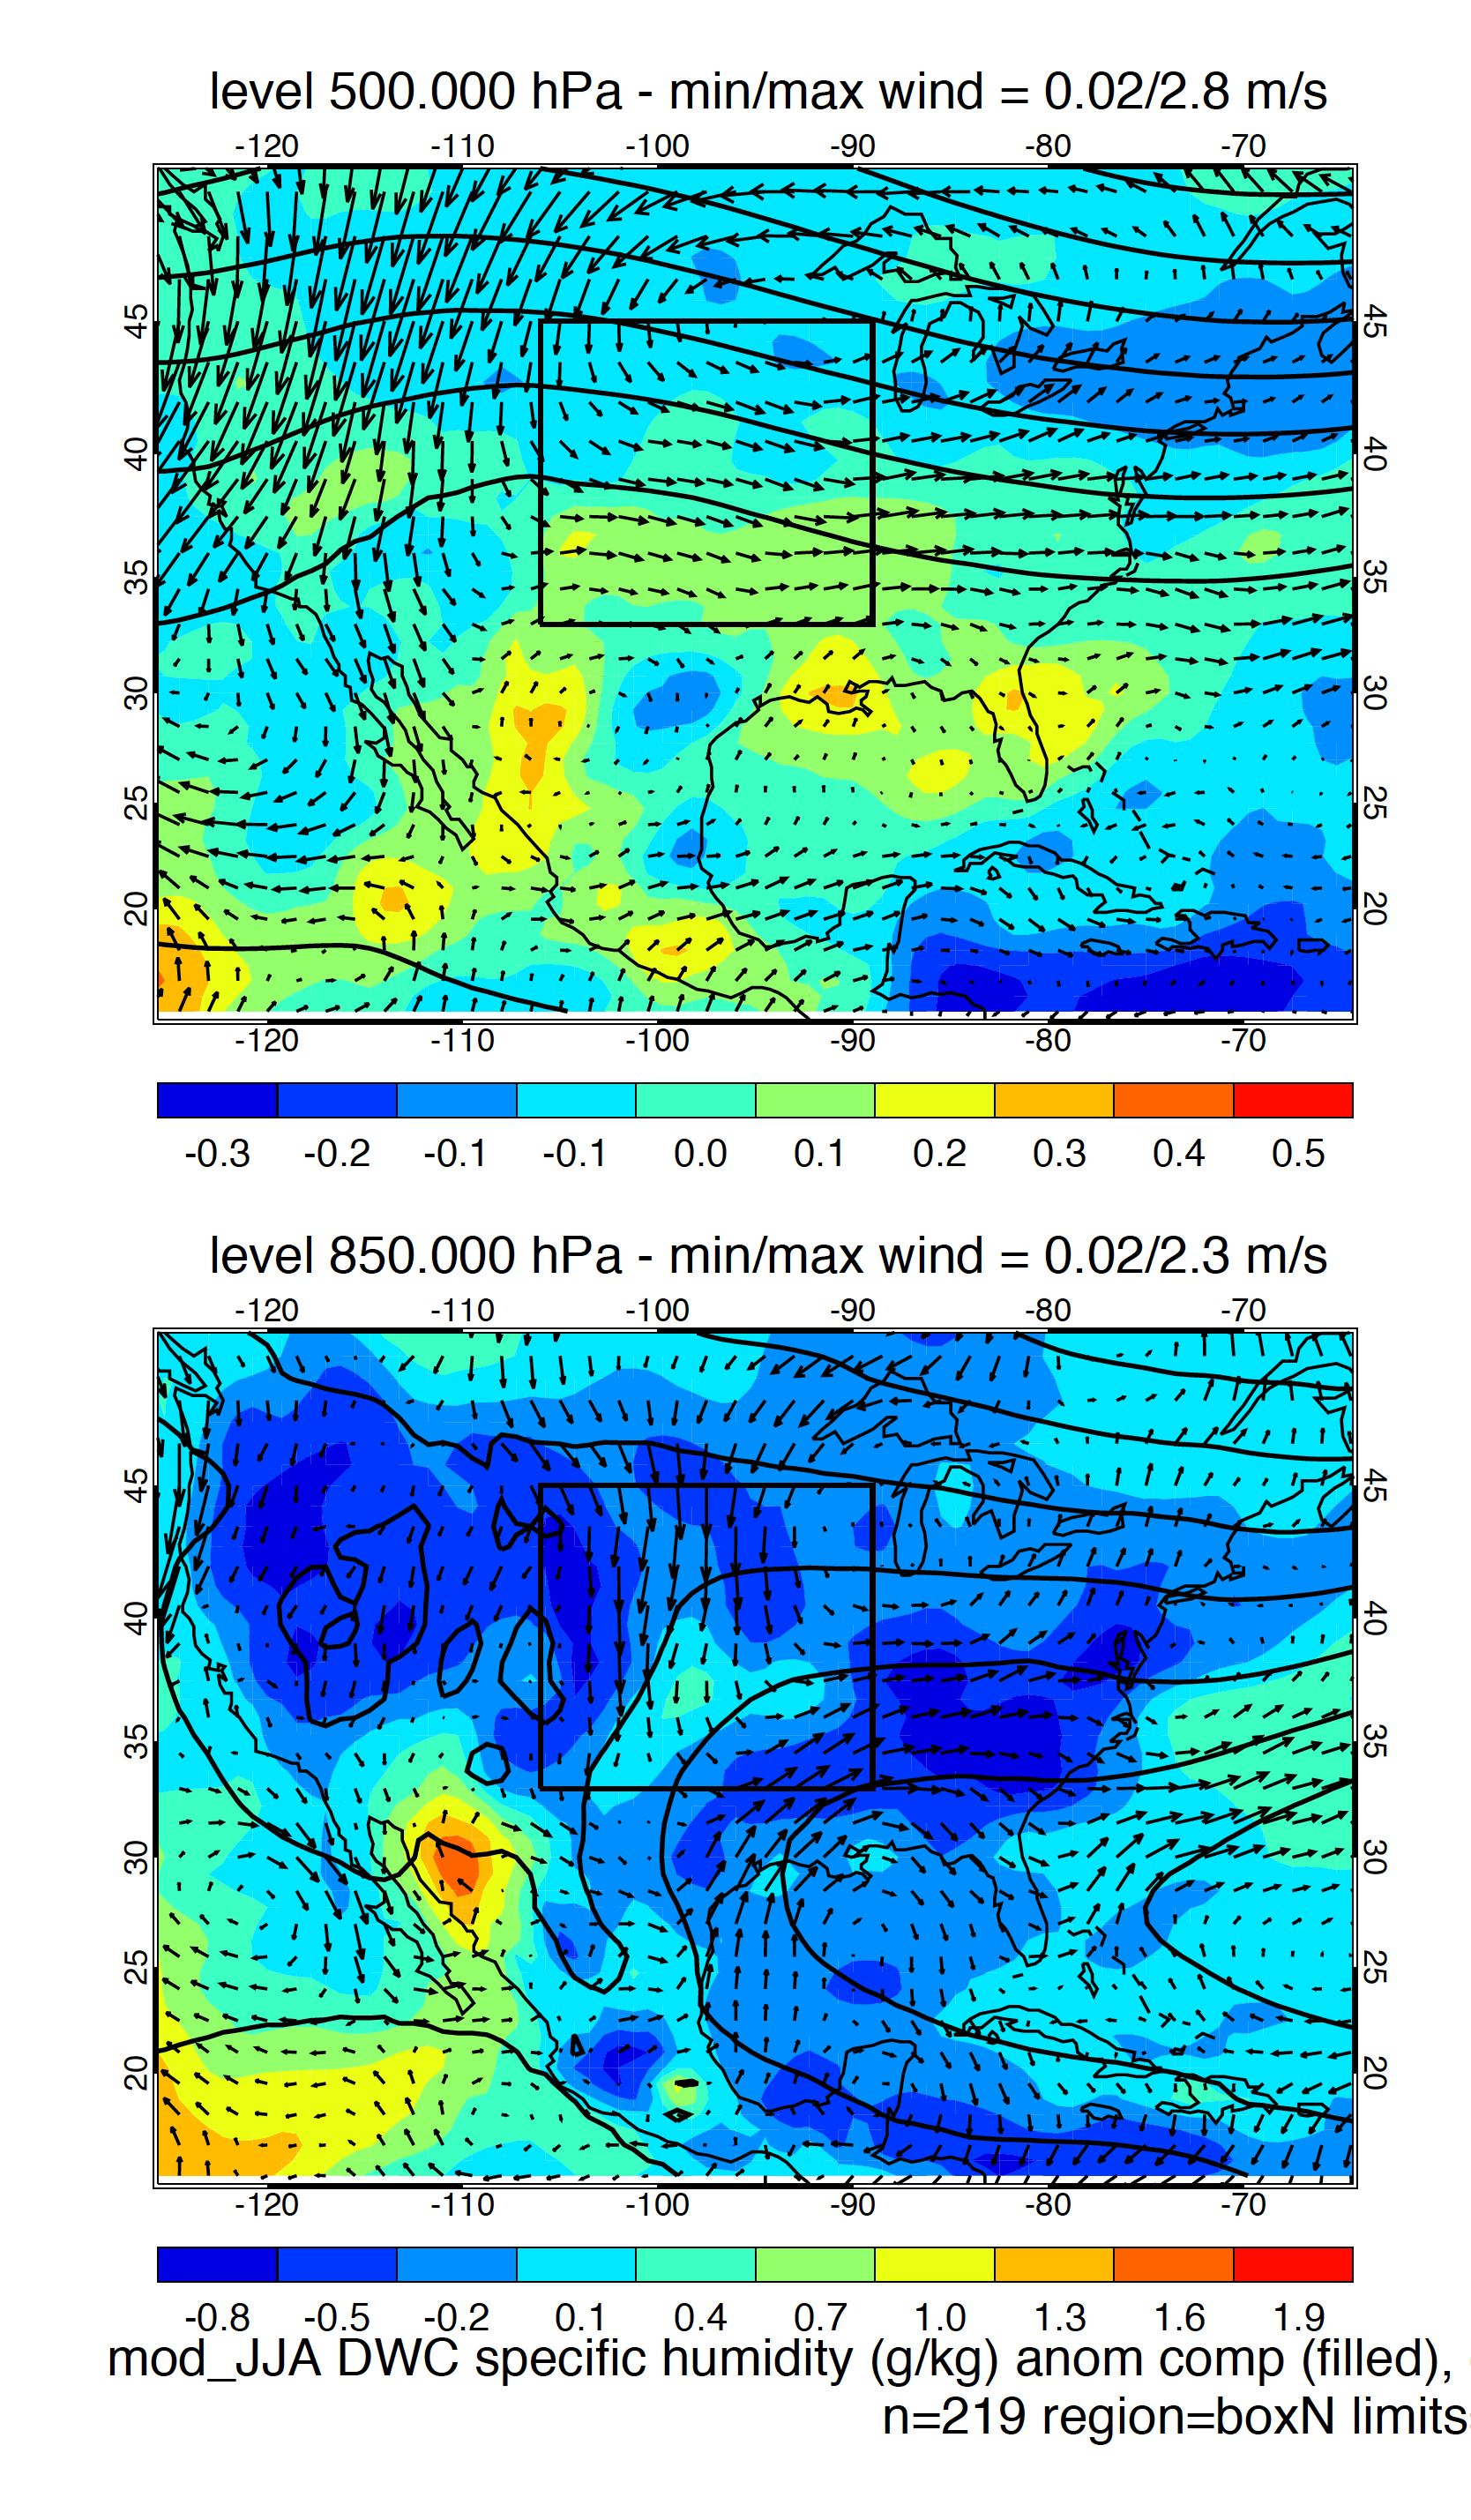 level 500.000 hPa - min/max wind = 0.02/2.8 m/s
-120 -110 -100 -90 -80 -70
45 45
40 40
35 35
30 30
25 25
20 20
-120 -110 -100 -90 -80 -70
-0.3 -0.2 -0.1 -0.1 0.0 0.1 0.2 0.3 0.4 0.5
level 850.000 hPa - min/max wind = 0.02/2.3 m/s
-120 -110 -100 -90 -80 -70
45 45
40 40
35 35
30 30
25 25
20 20
-120 -110 -100 -90 -80 -70
-0.8 -0.5 -0.2 0.1 0.4 0.7 1.0 1.3 1.6 1.9
mod_JJA DWC specific humidity (g/kg) anom comp (filled),
n=219 region=boxN limits